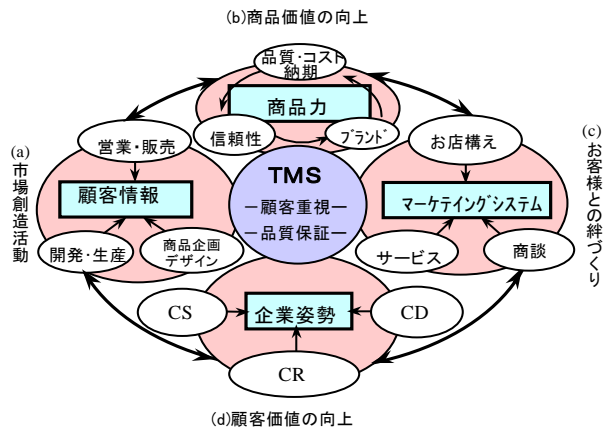 (b)商品価値の向上
品質・コスト
納期
商品力
信頼性
ブランド
(a)市場創造活動
営業・販売
顧客情報
開発・生産
商品企画
デザイン
TMS
－顧客重視－
－品質保証－
(c)お客様との絆づくり
お店構え
マーケテイングシステム
サービス
商談
CS
企業姿勢
CD
CR
(d)顧客価値の向上